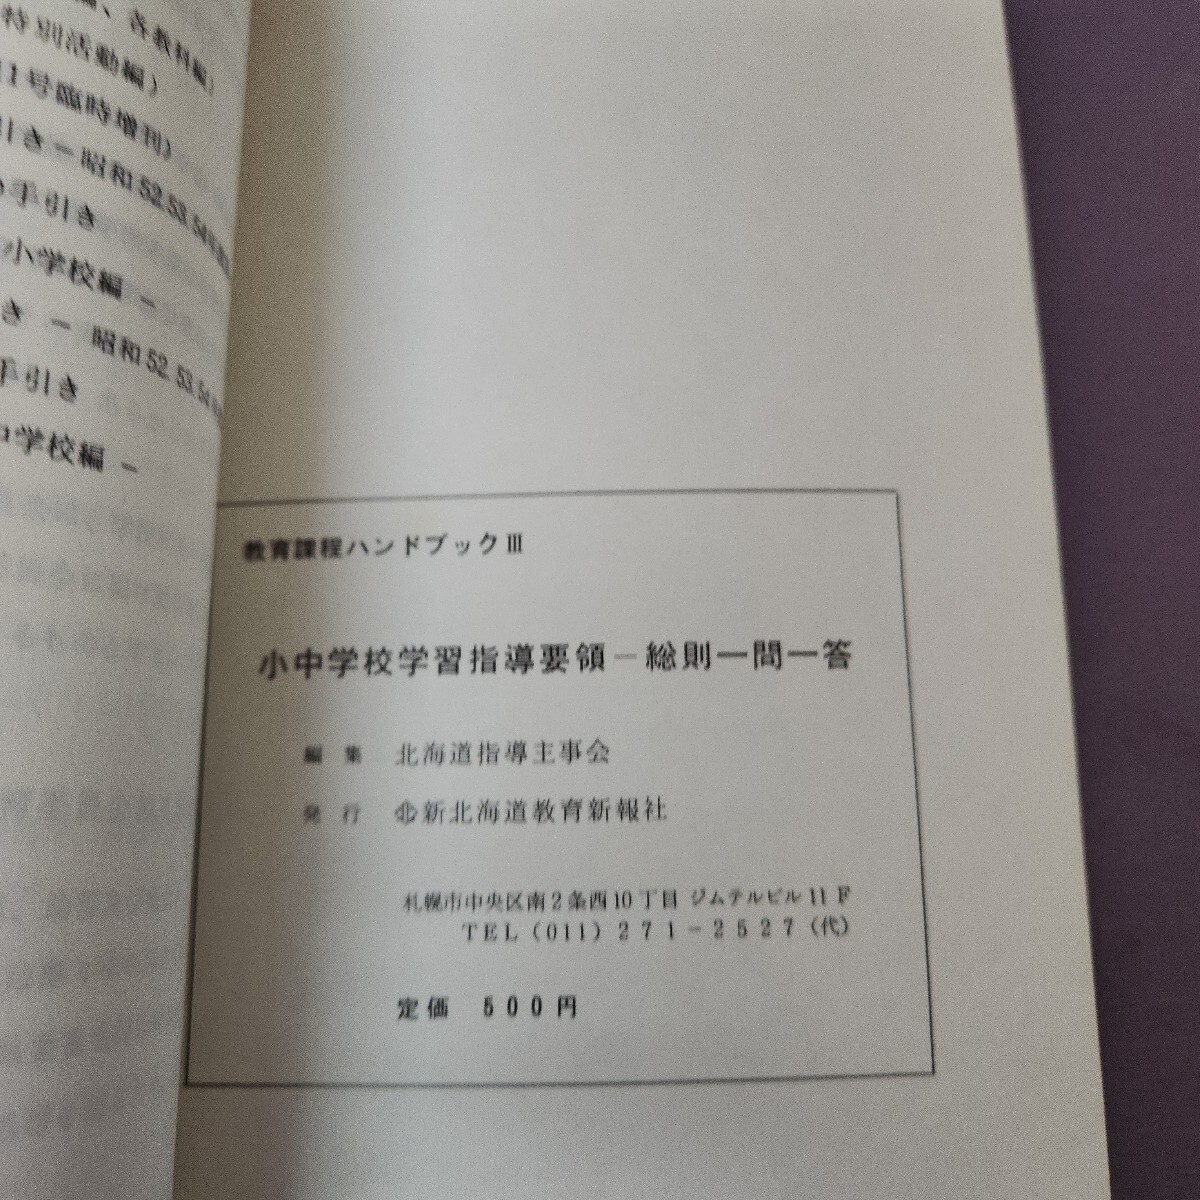 、各教科編)
特別活動編)
1号臨時増刊)
引き－昭和52.53.54
手引き
小学校編－
き－昭和52.53.54
手引き
中学校編－
教育課程ハンドブックⅢ
小中学校学習指導要領－総則一問一答
編集 北海道指導主事会
発行 ㊗新北海道教育新報社
札幌市中央区南2条西10丁目 ジムテルビル11F
TEL(011)271-2527(代)
定価 500円